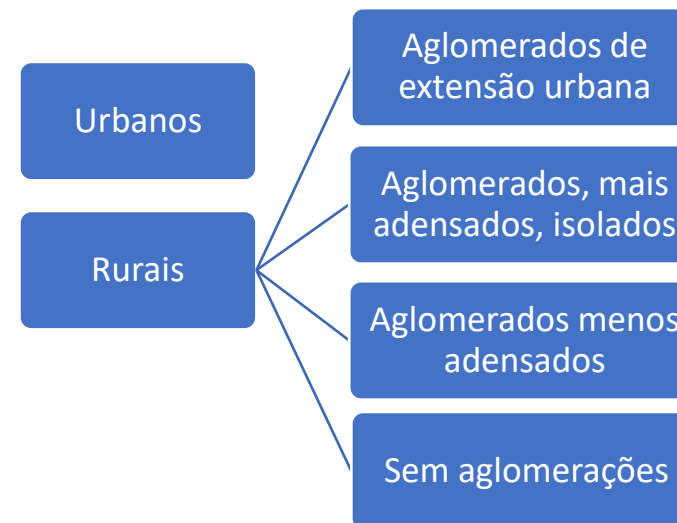 Urbanos
Rurais
Aglomerados de
extensão urbana
Aglomerados, mais
adensados, isolados
Aglomerados menos
adensados
Sem aglomerações